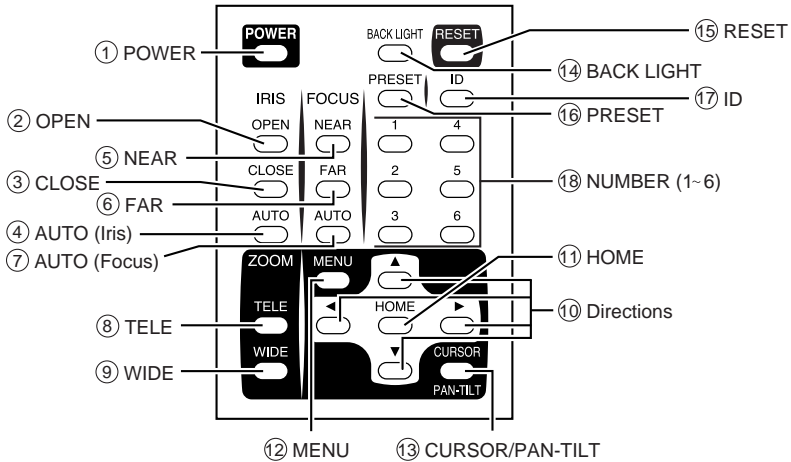 POWER
BACK LIGHT
RESET
⑮ RESET
① POWER
⑭ BACK LIGHT
PRESET
ID
⑰ ID
IRIS
FOCUS
⑯ PRESET
② OPEN
OPEN
NEAR
1
4
⑤ NEAR
③ CLOSE
CLOSE
FAR
2
5
⑱ NUMBER (1~6)
⑥ FAR
AUTO
AUTO
3
6
④ AUTO (Iris)
⑦ AUTO (Focus)
ZOOM
MENU
▲
⑪ HOME
⑧ TELE
TELE
◄
HOME
►
⑩ Directions
⑨ WIDE
WIDE
▼
CURSOR
PAN-TILT
⑫ MENU
⑬ CURSOR/PAN-TILT